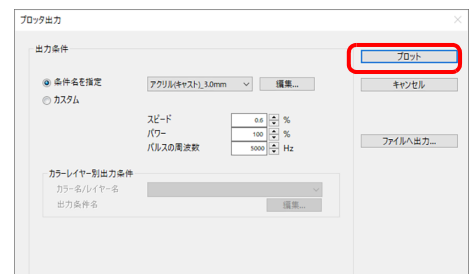 プロッタ出力
出力条件
プロット
条件名を指定
アクリル(キャスト)_3.0mm
編集...
キャンセル
カスタム
スピード 0.6 %
パワー 100 %
パルスの周波数 5000 Hz
ファイルへ出力...
カラーレイヤー別出力条件
カラー名/レイヤー名
出力条件名
編集...